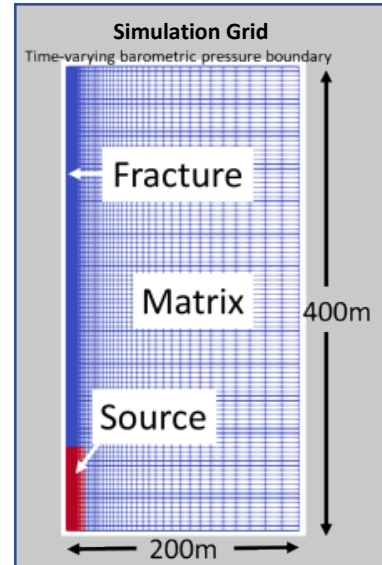 Simulation Grid
Time-varying barometric pressure boundary
Fracture
Matrix
400m
Source
200m